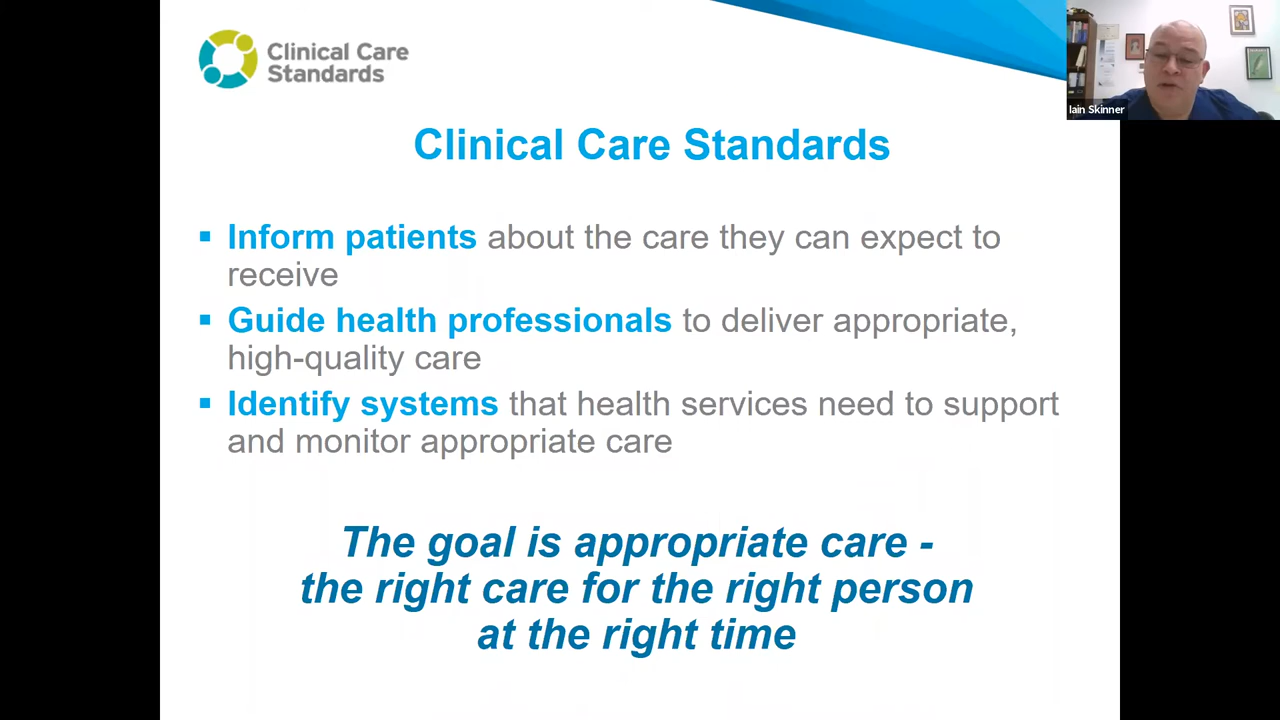 Clinical Care
Standards
Iain Skinner
Clinical Care Standards
▪ Inform patients about the care they can expect to
receive
▪ Guide health professionals to deliver appropriate,
high-quality care
▪ Identify systems that health services need to support
and monitor appropriate care
The goal is appropriate care -
the right care for the right person
at the right time